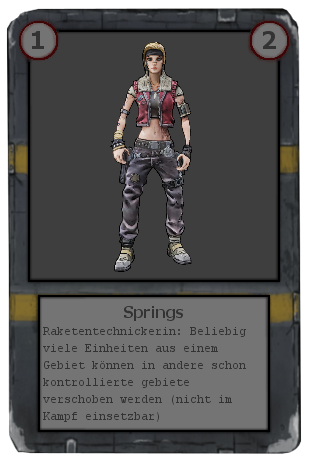 1
2
Springs
Raketentechnickerin: Beliebig
viele Einheiten aus einem
Gebiet können in andere schon
kontrollierte gebiete
verschoben werden (nicht im
Kampf einsetzbar)